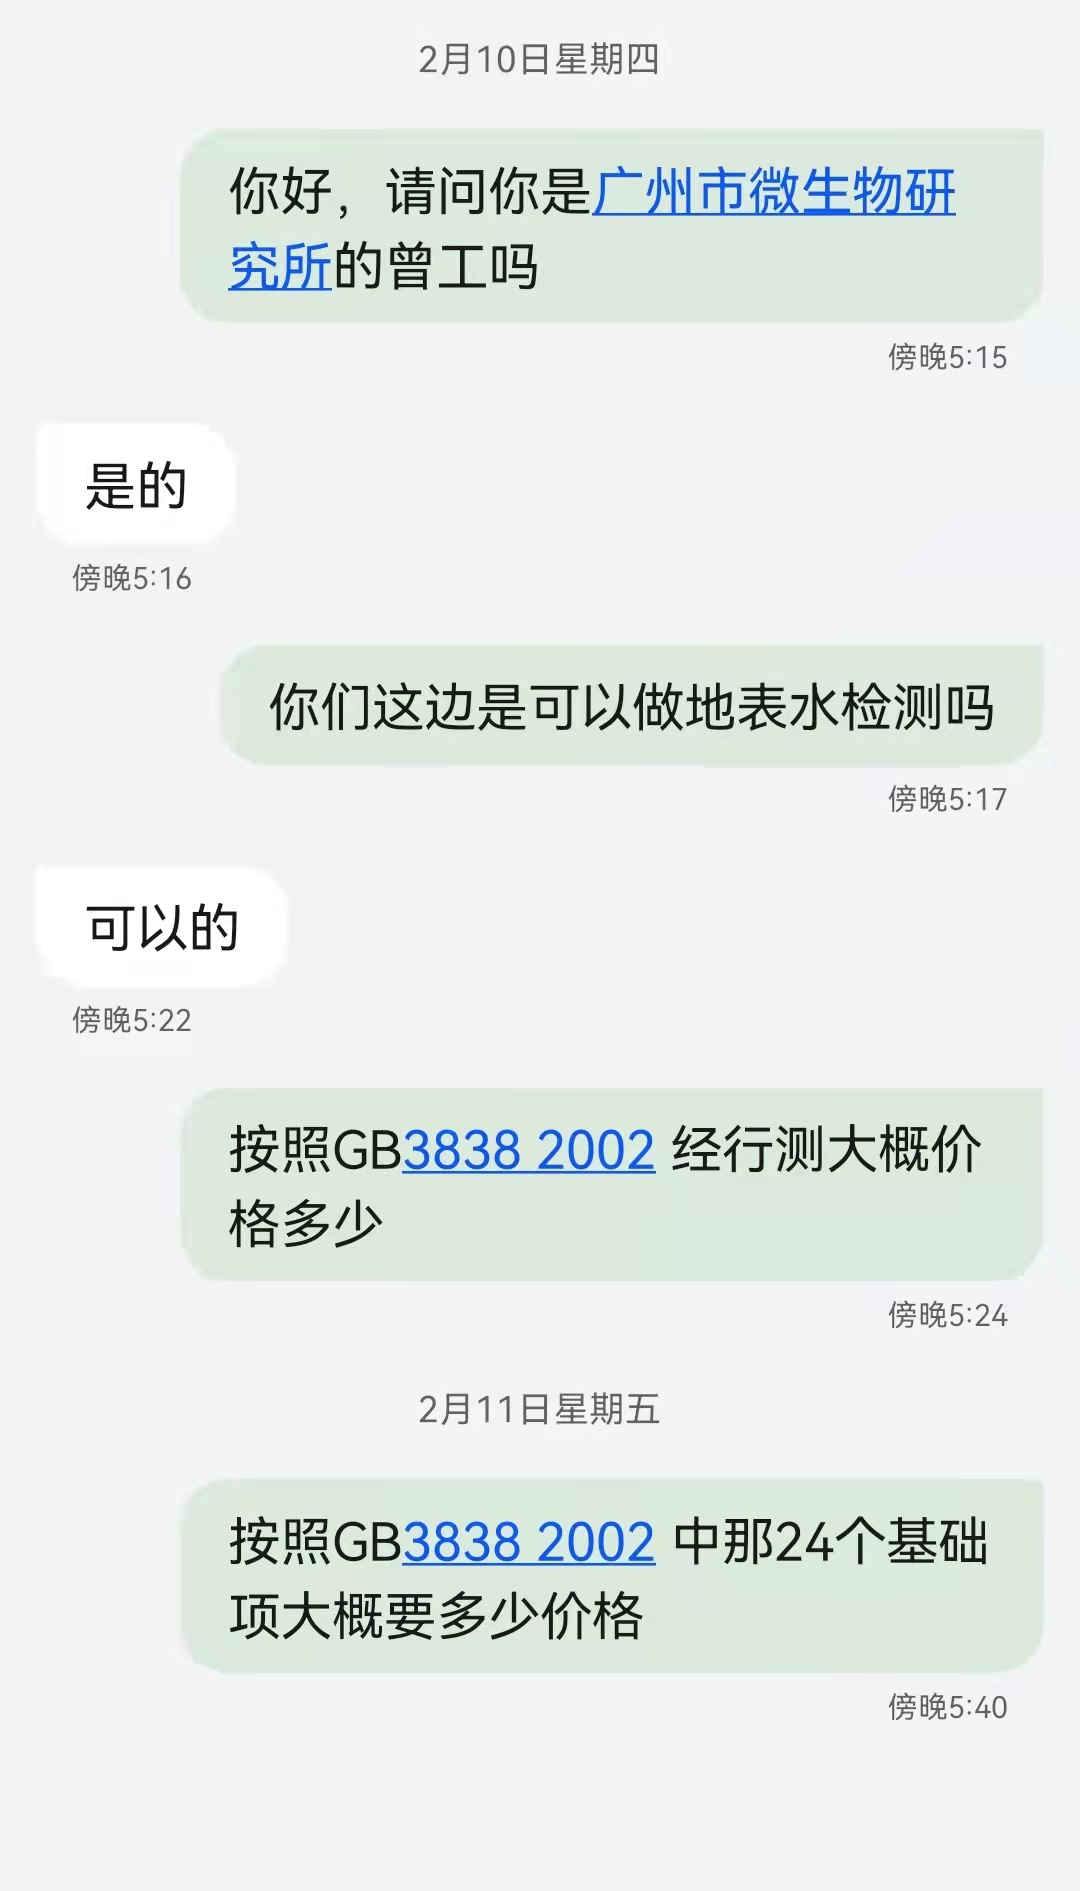 2月10日星期四
你好，请问你是广州市微生物研
究所的曾工吗
傍晚5:15
是的
傍晚5:16
你们这边是可以做地表水检测吗
傍晚5:17
可以的
傍晚5:22
按照GB3838 2002 经行测大概价
格多少
傍晚5:24
2月11日星期五
按照GB3838 2002 中那24个基础
项大概要多少价格
傍晚5:40